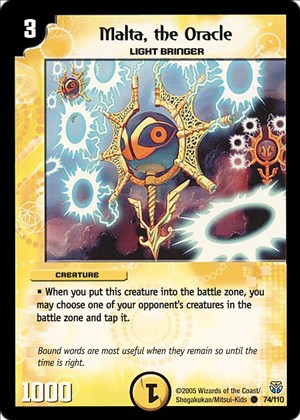 3
Malta, the Oracle
LIGHT BRINGER
CREATURE
▪ When you put this creature into the battle zone, you
may choose one of your opponent's creatures in the
battle zone and tap it.
Bound words are most useful when they remain so until the
time is right.
1000
1
©2005 Wizards of the Coast/
Shogakukan/Mitsui-Kids ● 74/110